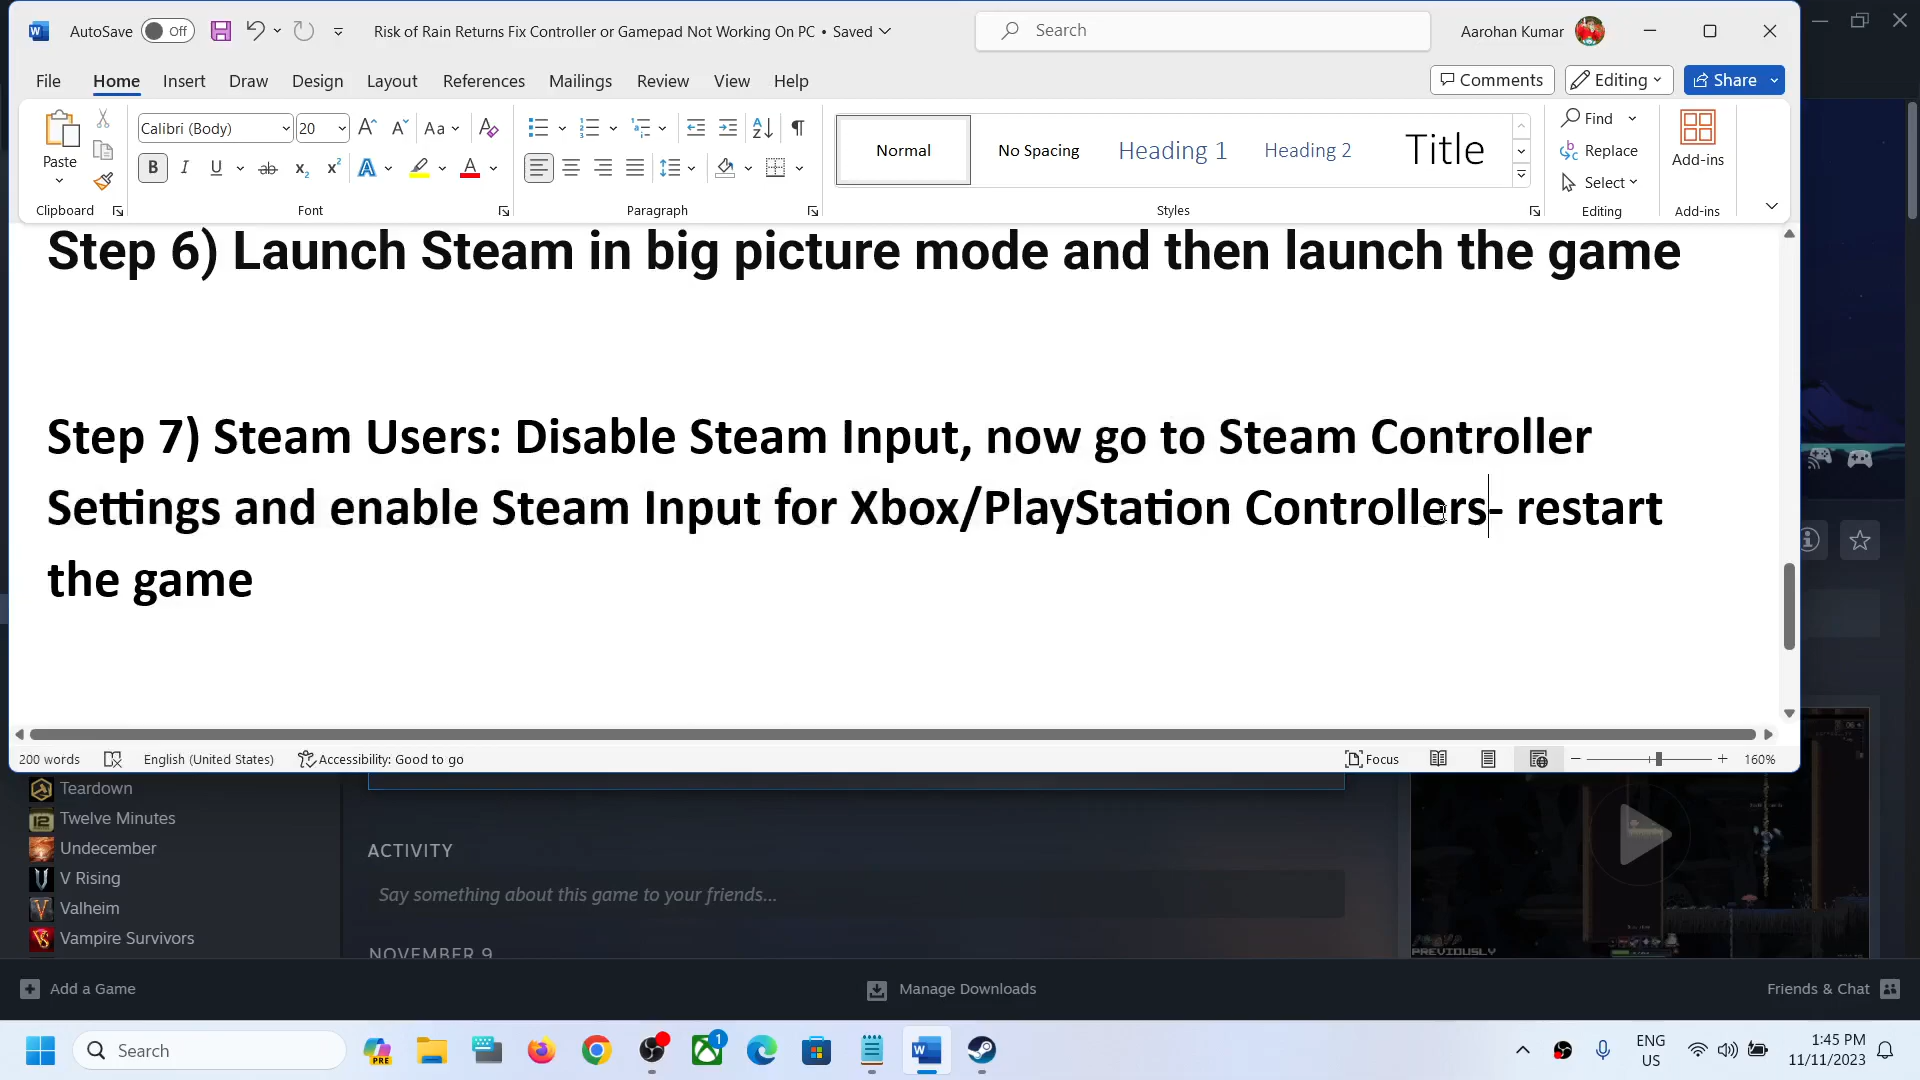 AutoSave Off Risk of Rain Returns Fix Controller or Gamepad Not Working On PC • Saved Search Aarohan Kumar
File Home Insert Draw Design Layout References Mailings Review View Help Comments Editing Share
Paste Calibri (Body) 20 Aa Normal No Spacing Heading 1 Heading 2 Title Find Replace Select Add-ins
Clipboard Font Paragraph Styles Editing Add-ins
Step 6) Launch Steam in big picture mode and then launch the game
Step 7) Steam Users: Disable Steam Input, now go to Steam Controller
Settings and enable Steam Input for Xbox/PlayStation Controllers- restart
the game
200 words English (United States) Accessibility: Good to go Focus 160%
Teardown
Twelve Minutes
Undecember
V Rising
Valheim
Vampire Survivors
ACTIVITY
Say something about this game to your friends...
NOVEMBER 9
PREVIOUSLY
Add a Game Manage Downloads Friends & Chat
Search PRE 1 ENG US 1:45 PM 11/11/2023